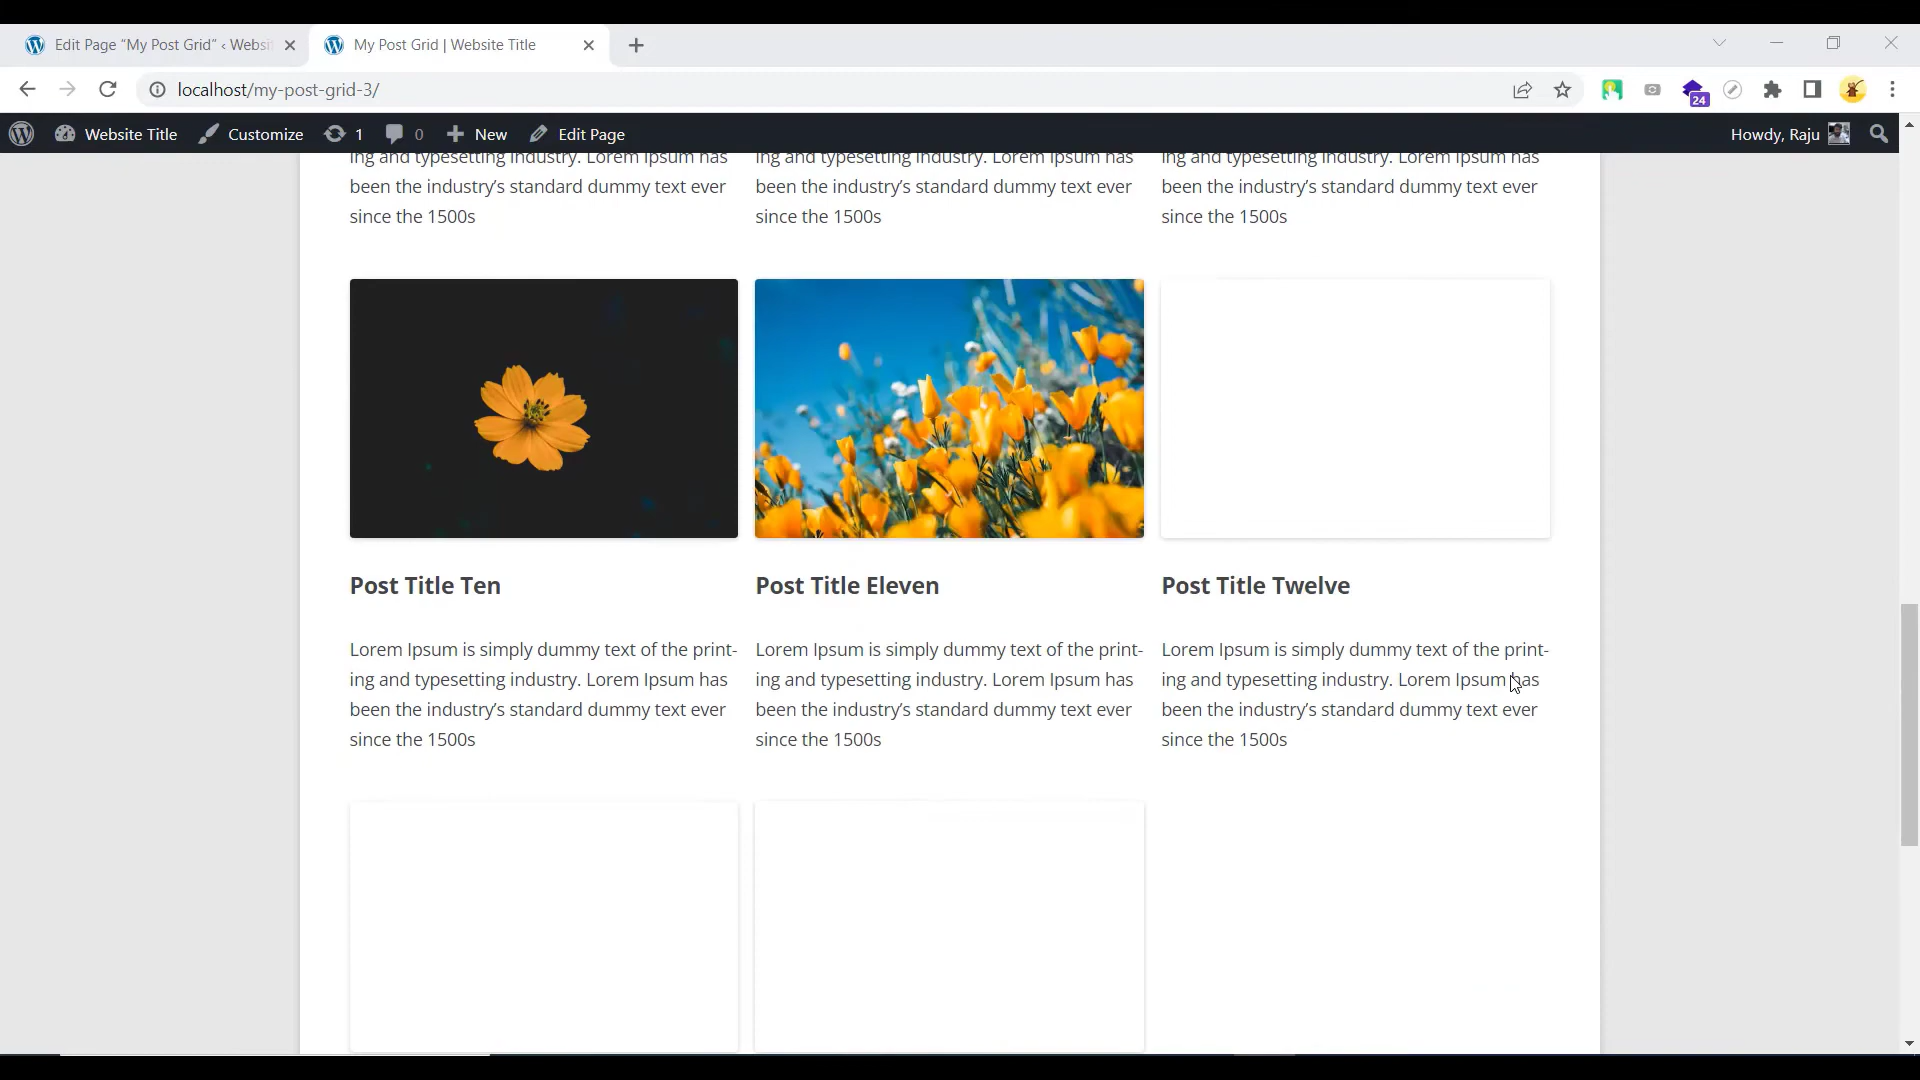 Edit Page “My Post Grid” ‹ Websi
My Post Grid | Website Title
localhost/my-post-grid-3/
24
Website Title
Customize
1
0
New
Edit Page
Howdy, Raju
ing and typesetting industry. Lorem Ipsum has
been the industry’s standard dummy text ever
since the 1500s
ing and typesetting industry. Lorem Ipsum has
been the industry’s standard dummy text ever
since the 1500s
ing and typesetting industry. Lorem Ipsum has
been the industry’s standard dummy text ever
since the 1500s
Post Title Ten
Lorem Ipsum is simply dummy text of the print-
ing and typesetting industry. Lorem Ipsum has
been the industry’s standard dummy text ever
since the 1500s
Post Title Eleven
Lorem Ipsum is simply dummy text of the print-
ing and typesetting industry. Lorem Ipsum has
been the industry’s standard dummy text ever
since the 1500s
Post Title Twelve
Lorem Ipsum is simply dummy text of the print-
ing and typesetting industry. Lorem Ipsum has
been the industry’s standard dummy text ever
since the 1500s